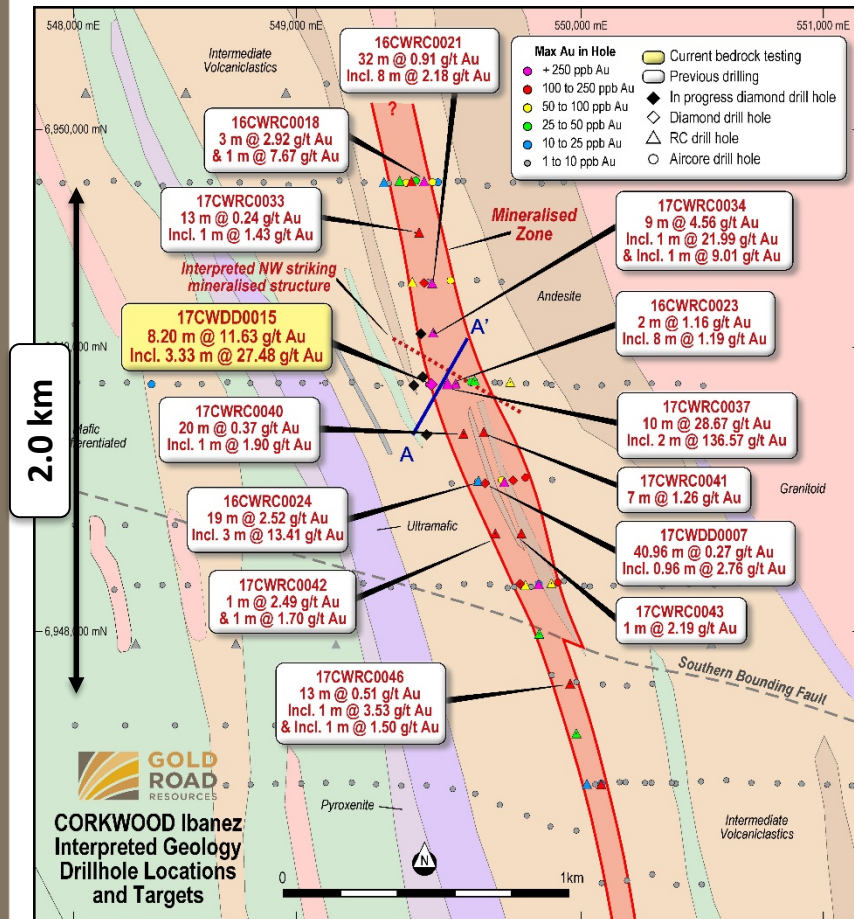 548,000 mE
549,000 mE
550,000 mE
551,000 mE
Intermediate
Volcaniclastics
16CWRC0021
32 m @ 0.91 g/t Au
Incl. 8 m @ 2.18 g/t Au
Max Au in Hole
+ 250 ppb Au
100 to 250 ppb Au
50 to 100 ppb Au
25 to 50 ppb Au
10 to 25 ppb Au
1 to 10 ppb Au
Current bedrock testing
Previous drilling
In progress diamond drill hole
Diamond drill hole
RC drill hole
Aircore drill hole
?
6,950,000 mN
16CWRC0018
3 m @ 2.92 g/t Au
& 1 m @ 7.67 g/t Au
17CWRC0033
13 m @ 0.24 g/t Au
Incl. 1 m @ 1.43 g/t Au
Mineralised
Zone
17CWRC0034
9 m @ 4.56 g/t Au
Incl. 1 m @ 21.99 g/t Au
& Incl. 1 m @ 9.01 g/t Au
Interpreted NW striking
mineralised structure
Andesite
17CWDD0015
8.20 m @ 11.63 g/t Au
Incl. 3.33 m @ 27.48 g/t Au
A'
16CWRC0023
2 m @ 1.16 g/t Au
Incl. 8 m @ 1.19 g/t Au
2.0 km
17CWRC0040
20 m @ 0.37 g/t Au
Incl. 1 m @ 1.90 g/t Au
A
17CWRC0037
10 m @ 28.67 g/t Au
Incl. 2 m @ 136.57 g/t Au
17CWRC0041
7 m @ 1.26 g/t Au
Granitoid
16CWRC0024
19 m @ 2.52 g/t Au
Incl. 3 m @ 13.41 g/t Au
Ultramafic
17CWDD0007
40.96 m @ 0.27 g/t Au
Incl. 0.96 m @ 2.76 g/t Au
17CWRC0042
1 m @ 2.49 g/t Au
& 1 m @ 1.70 g/t Au
17CWRC0043
1 m @ 2.19 g/t Au
6,948,000 mN
Southern Bounding Fault
17CWRC0046
13 m @ 0.51 g/t Au
Incl. 1 m @ 3.53 g/t Au
& Incl. 1 m @ 1.50 g/t Au
GOLD
ROAD
RESOURCES
Pyroxenite
Intermediate
Volcaniclastics
CORKWOOD Ibanez
Interpreted Geology
Drillhole Locations
and Targets
N
0
1km